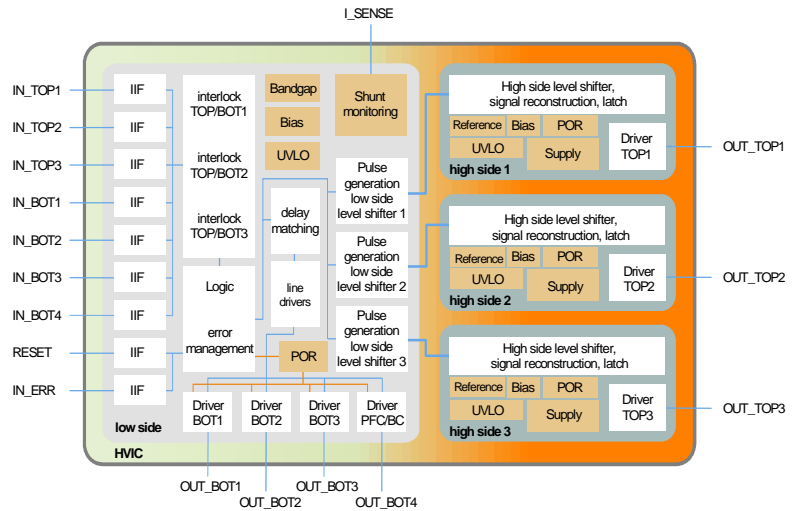 I_SENSE
IN_TOP1
IN_TOP2
IN_TOP3
IN_BOT1
IN_BOT2
IN_BOT3
IN_BOT4
RESET
IN_ERR
IIF
IIF
IIF
IIF
IIF
IIF
IIF
IIF
IIF
interlock
TOP/BOT1
interlock
TOP/BOT2
interlock
TOP/BOT3
Logic
error
management
Bandgap
Bias
UVLO
Shunt
monitoring
delay
matching
line
drivers
POR
Pulse
generation
low side
level shifter 1
Pulse
generation
low side
level shifter 2
Pulse
generation
low side
level shifter 3
Driver
BOT1
Driver
BOT2
Driver
BOT3
Driver
PFC/BC
low side
HVIC
High side level shifter,
signal reconstruction, latch
Reference
Bias
POR
UVLO
Supply
Driver
TOP1
high side 1
High side level shifter,
signal reconstruction, latch
Reference
Bias
POR
UVLO
Supply
Driver
TOP2
high side 2
High side level shifter,
signal reconstruction, latch
Reference
Bias
POR
UVLO
Supply
Driver
TOP3
high side 3
OUT_TOP1
OUT_TOP2
OUT_TOP3
OUT_BOT1
OUT_BOT2
OUT_BOT3
OUT_BOT4